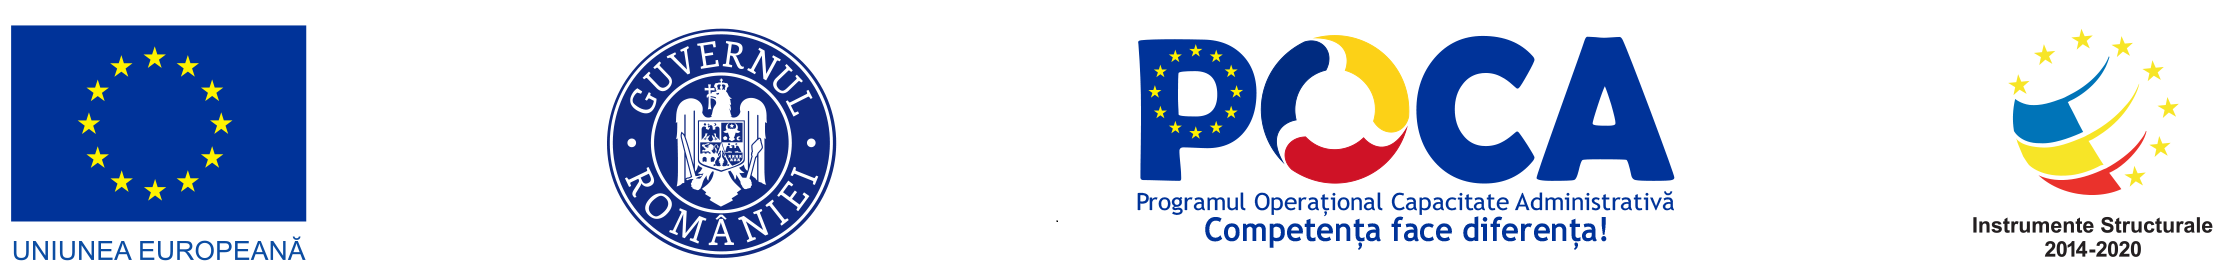 UNIUNEA EUROPEANĂ
GUVERNUL
ROMÂNIEI
POCA
Programul Operațional Capacitate Administrativă
Competența face diferența!
Instrumente Structurale
2014-2020